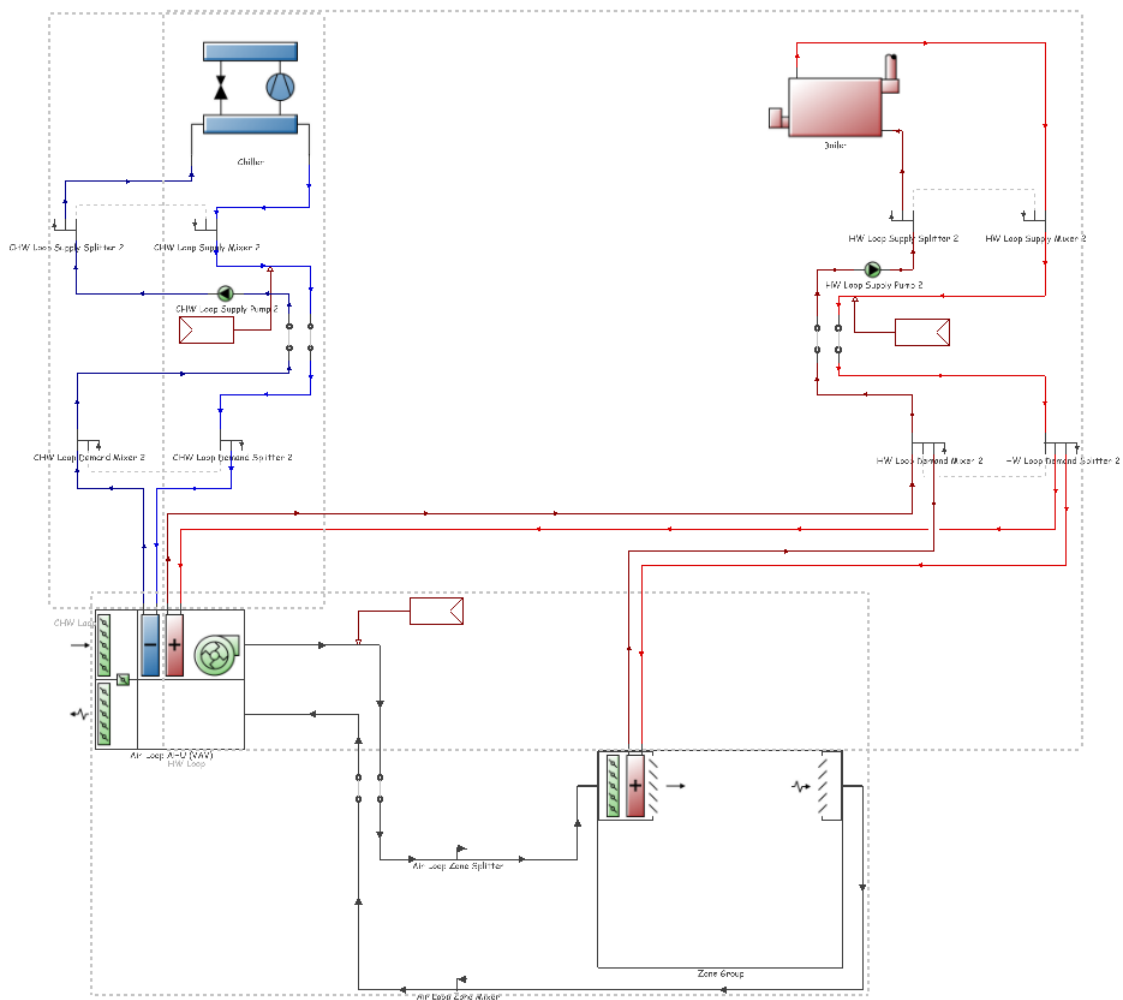 Chiller
Boiler
CHW Loop Supply Splitter 2
CHW Loop Supply Mixer 2
HW Loop Supply Splitter 2
HW Loop Supply Mixer 2
CHW Loop Supply Pump 2
HW Loop Supply Pump 2
CHW Loop Demand Mixer 2
CHW Loop Demand Splitter 2
HW Loop Demand Mixer 2
HW Loop Demand Splitter 2
CHW Loop
Air Loop AHU (VAV)
HW Loop
Air Loop Zone Splitter
Zone Group
Air Loop Zone Mixer